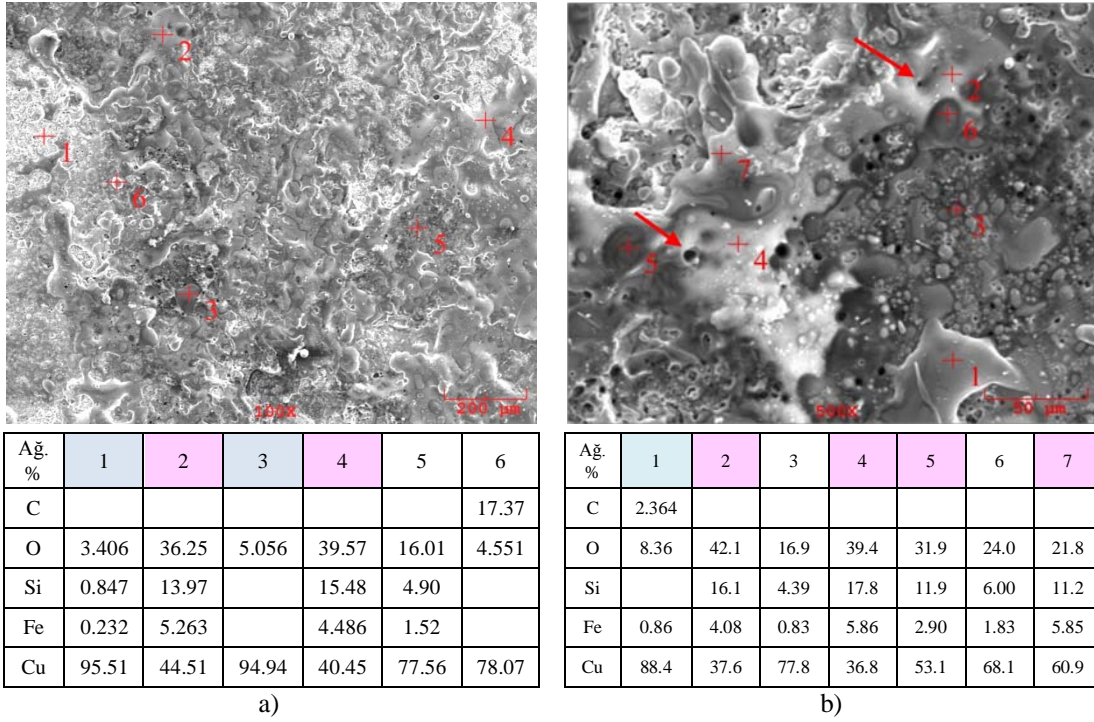 2
1
4
6
5
3
100X
200 µm
2
6
7
3
5
4
1
500X
50 µm
Ağ. % 1 2 3 4 5 6
C 17.37
O 3.406 36.25 5.056 39.57 16.01 4.551
Si 0.847 13.97 15.48 4.90
Fe 0.232 5.263 4.486 1.52
Cu 95.51 44.51 94.94 40.45 77.56 78.07
a)
Ağ. % 1 2 3 4 5 6 7
C 2.364
O 8.36 42.1 16.9 39.4 31.9 24.0 21.8
Si 16.1 4.39 17.8 11.9 6.00 11.2
Fe 0.86 4.08 0.83 5.86 2.90 1.83 5.85
Cu 88.4 37.6 77.8 36.8 53.1 68.1 60.9
b)